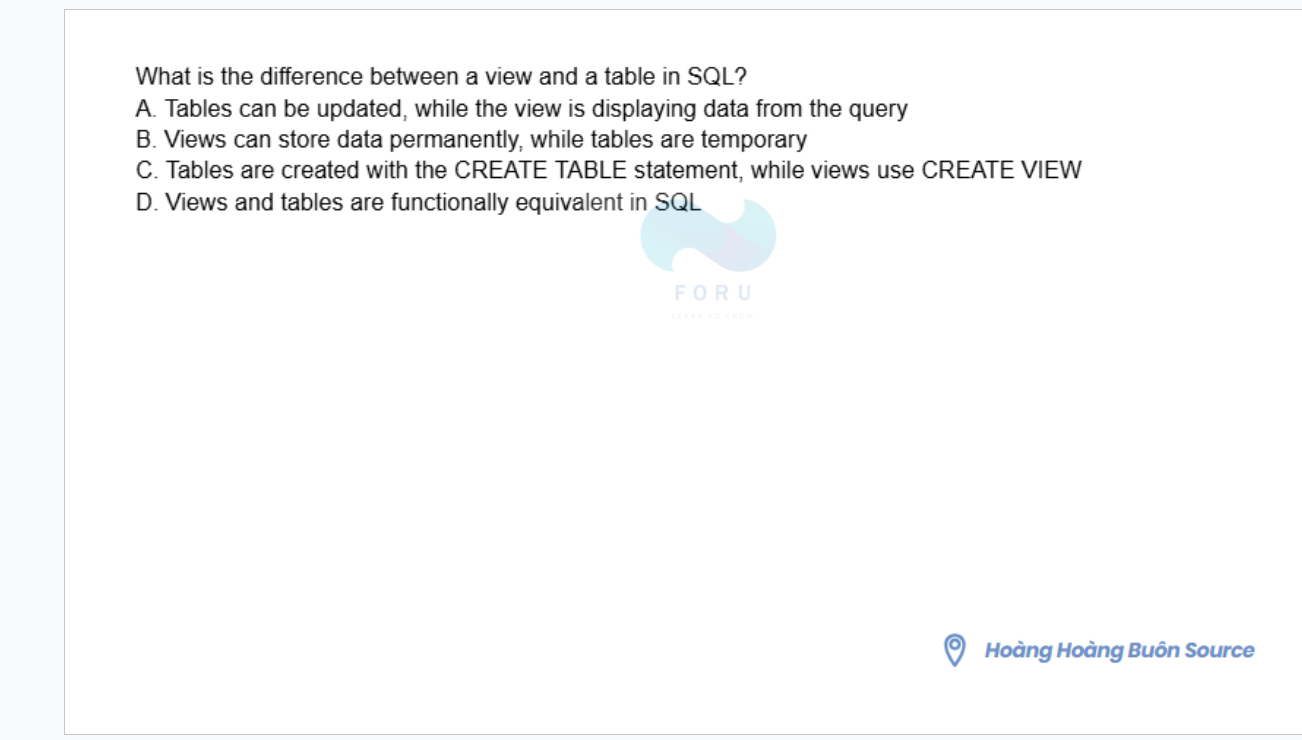 What is the difference between a view and a table in SQL?
A. Tables can be updated, while the view is displaying data from the query
B. Views can store data permanently, while tables are temporary
C. Tables are created with the CREATE TABLE statement, while views use CREATE VIEW
D. Views and tables are functionally equivalent in SQL
FORU
LEARN TO KNOW
Hoàng Hoàng Buôn Source